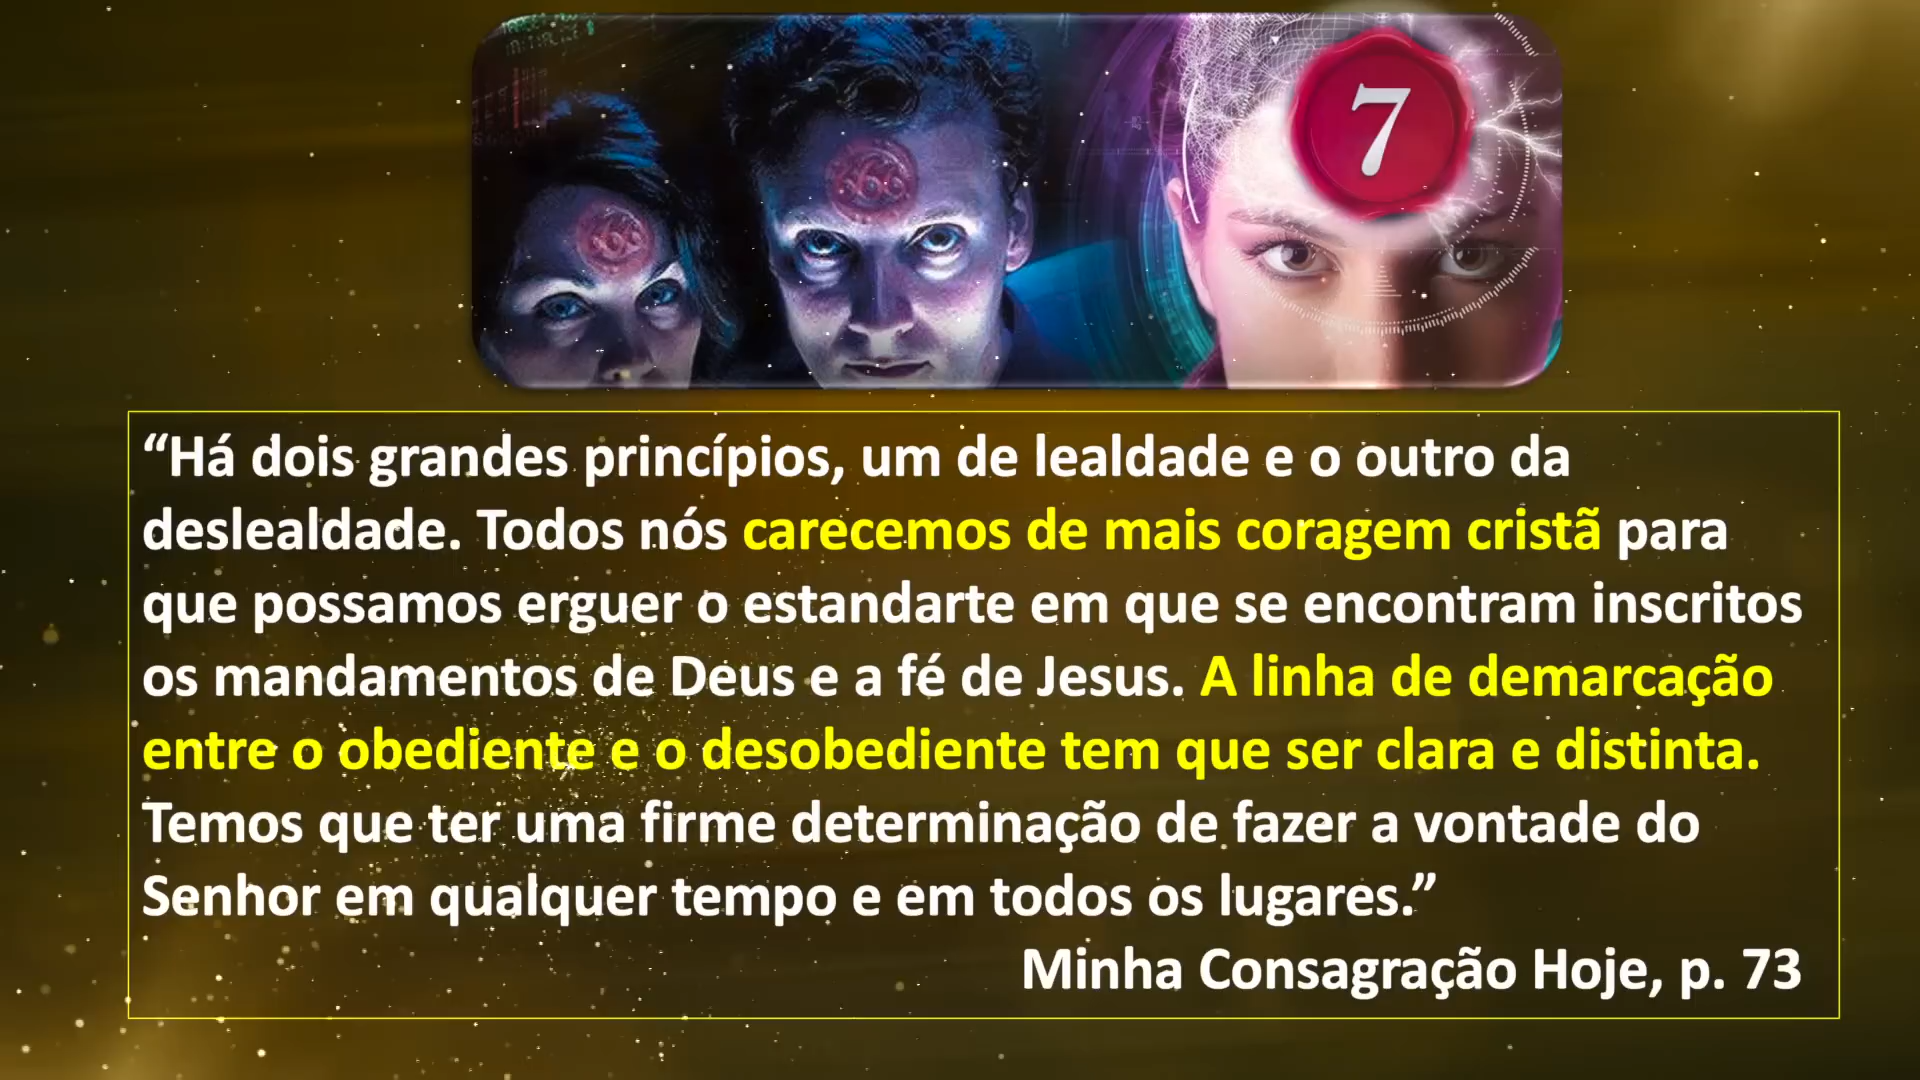 666
666
7
“Há dois grandes princípios, um de lealdade e o outro da
deslealdade. Todos nós carecemos de mais coragem cristã para
que possamos erguer o estandarte em que se encontram inscritos
os mandamentos de Deus e a fé de Jesus. A linha de demarcação
entre o obediente e o desobediente tem que ser clara e distinta.
Temos que ter uma firme determinação de fazer a vontade do
Senhor em qualquer tempo e em todos os lugares.”
Minha Consagração Hoje, p. 73